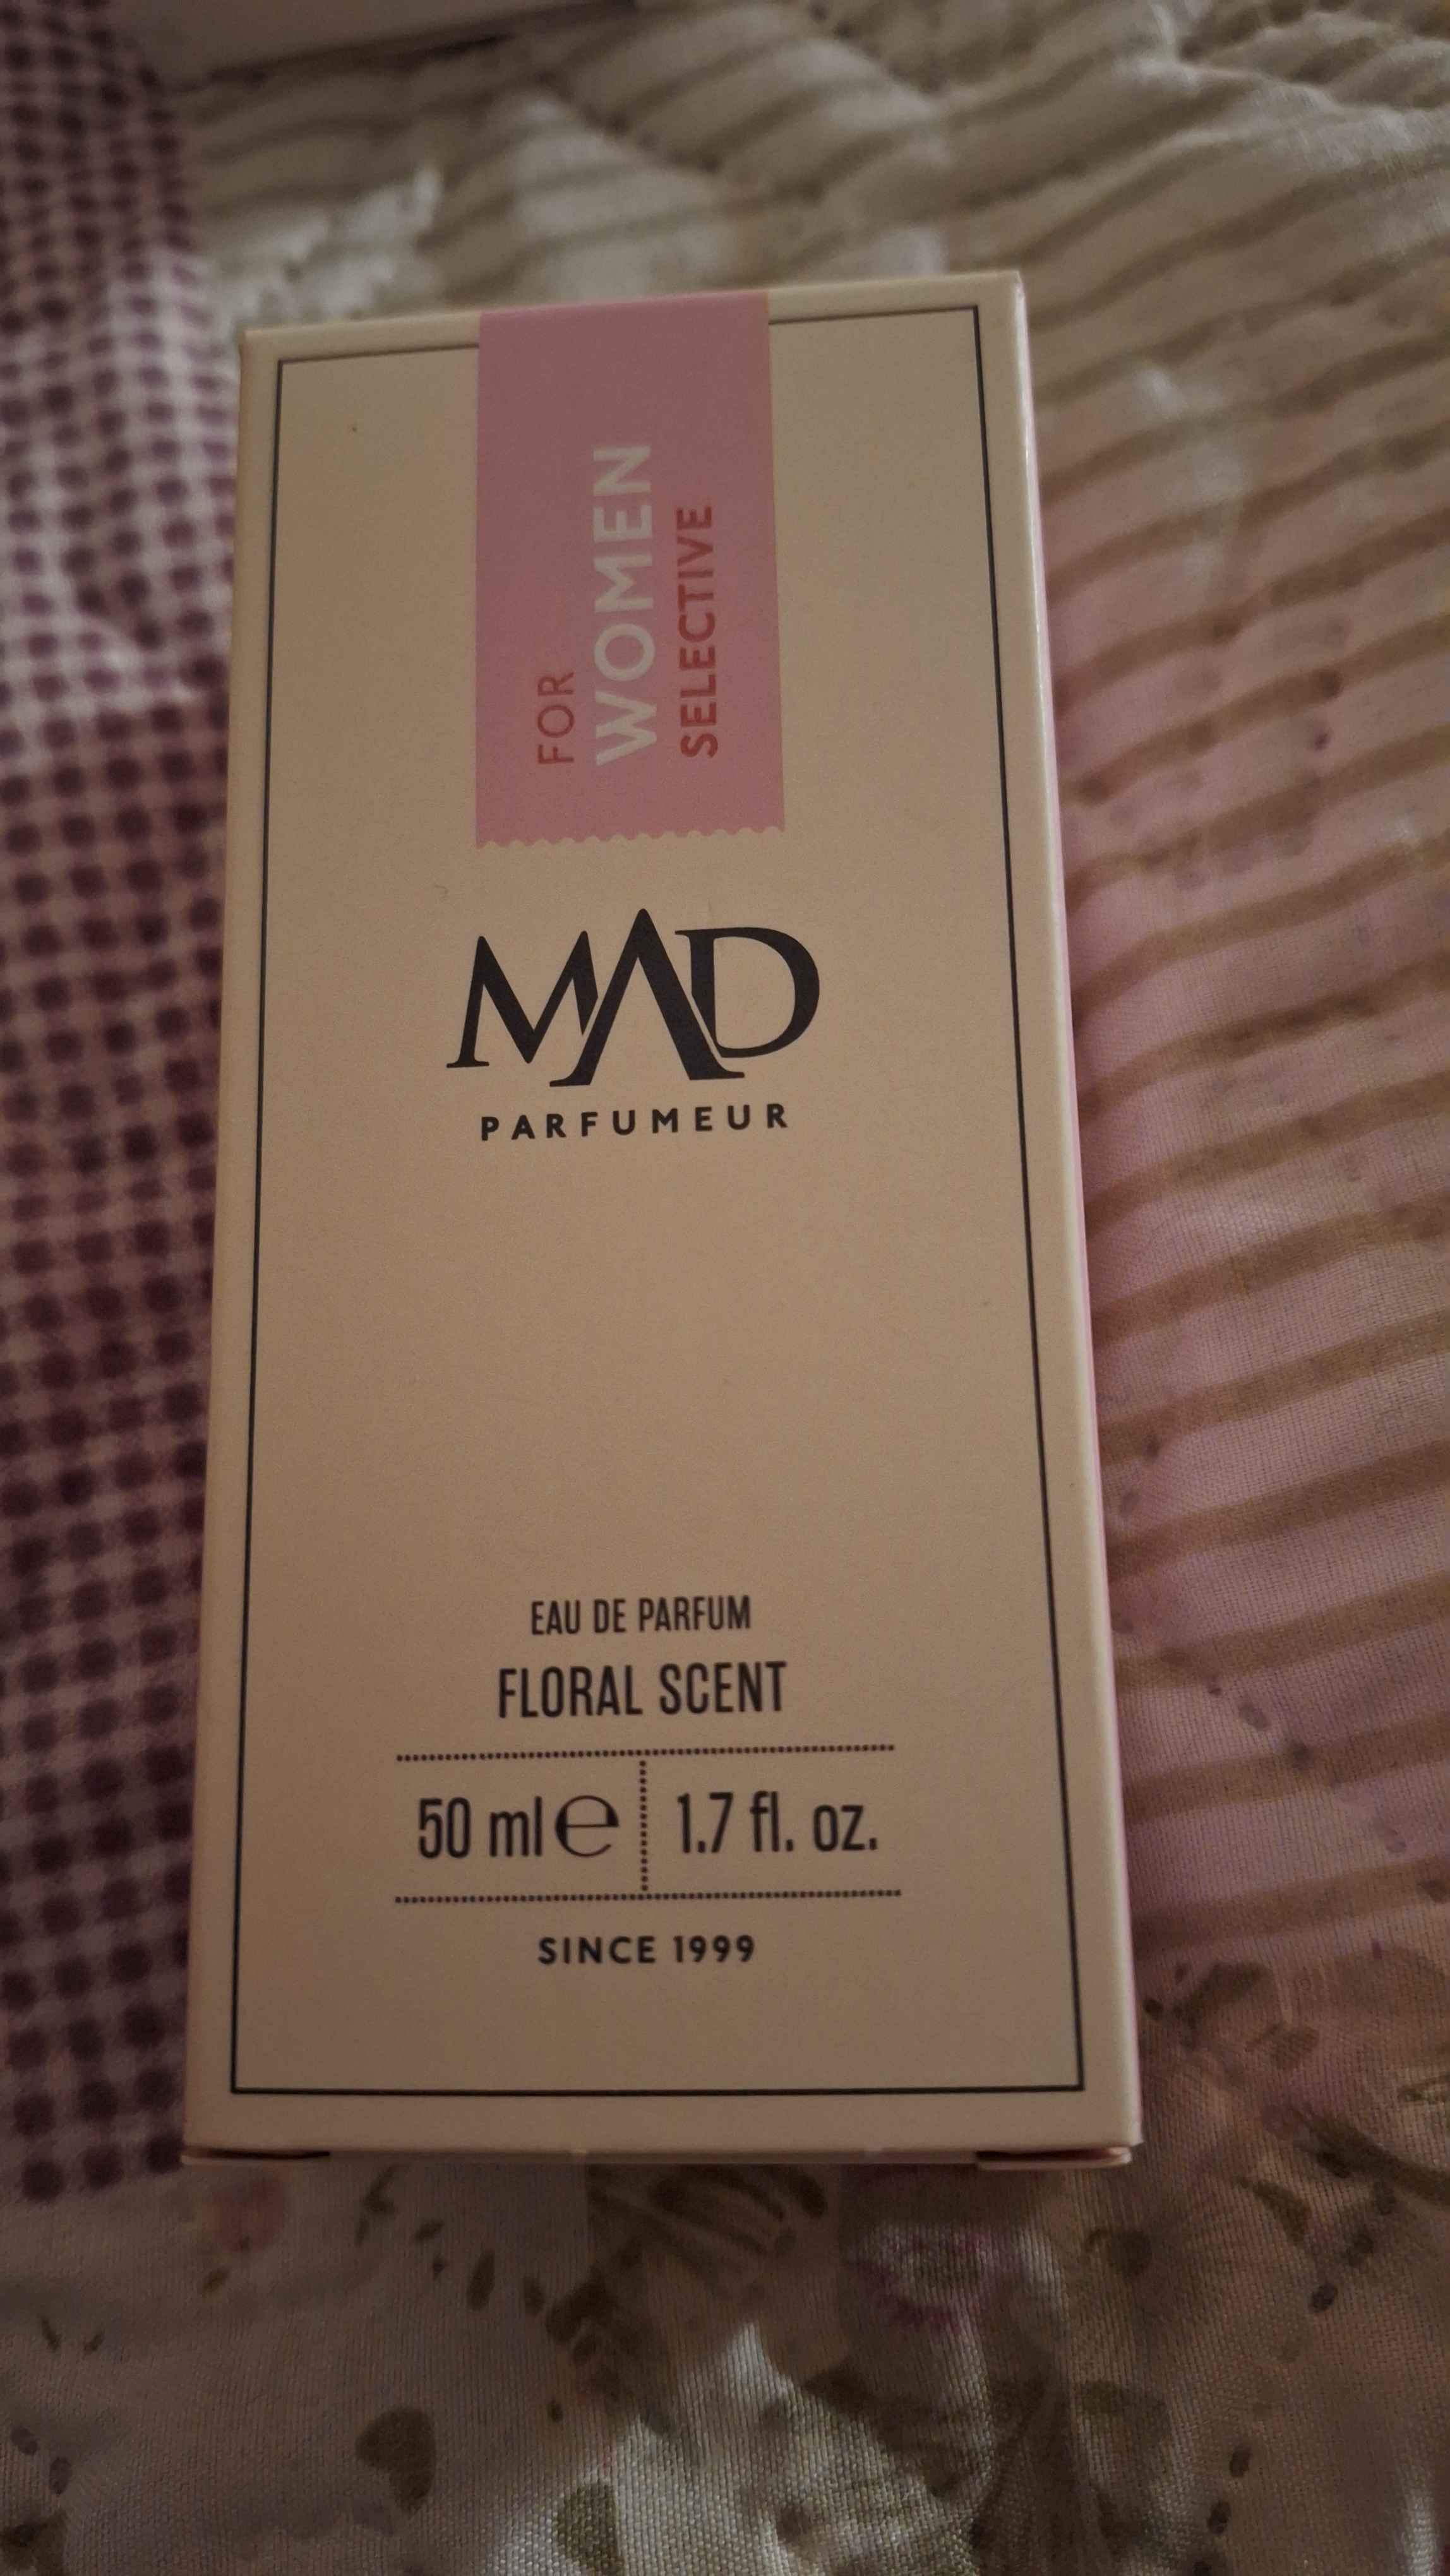 FOR
WOMEN
SELECTIVE
MAD
PARFUMEUR
EAU DE PARFUM
FLORAL SCENT
50 ml ℮ 1.7 fl. oz.
SINCE 1999